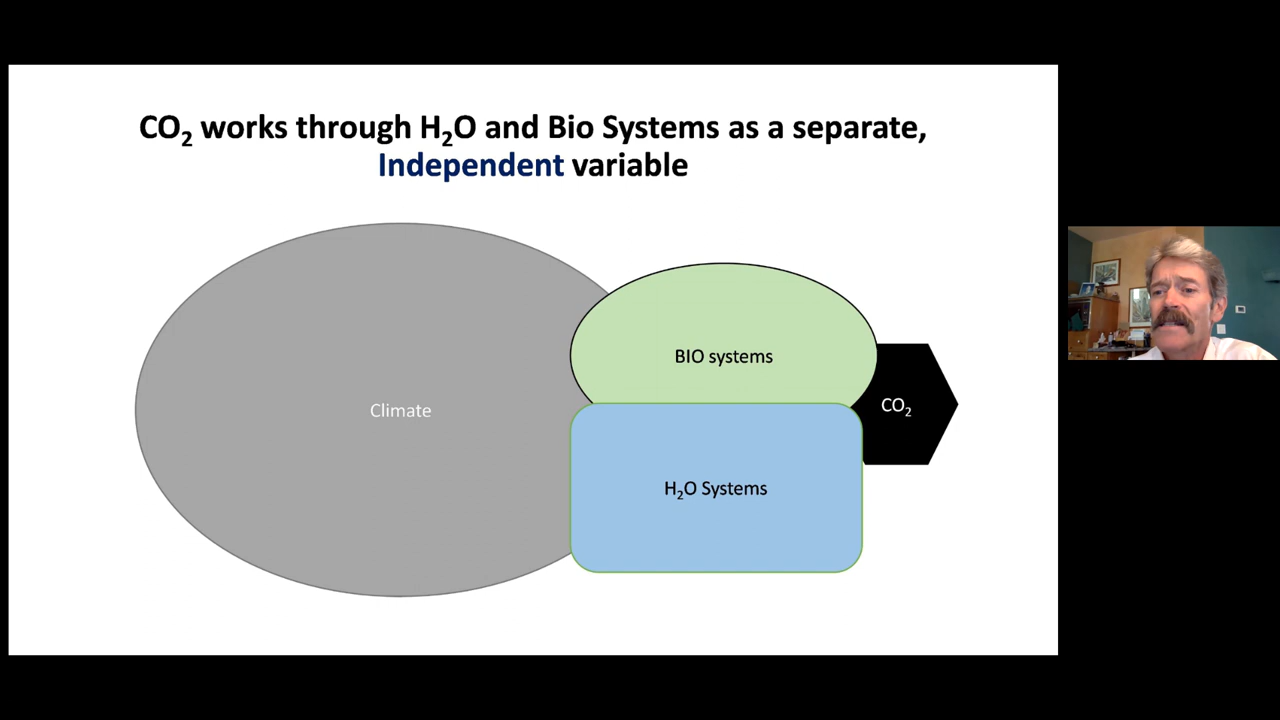 CO₂ works through H₂O and Bio Systems as a separate,
Independent variable
BIO systems
Climate
CO₂
H₂O Systems